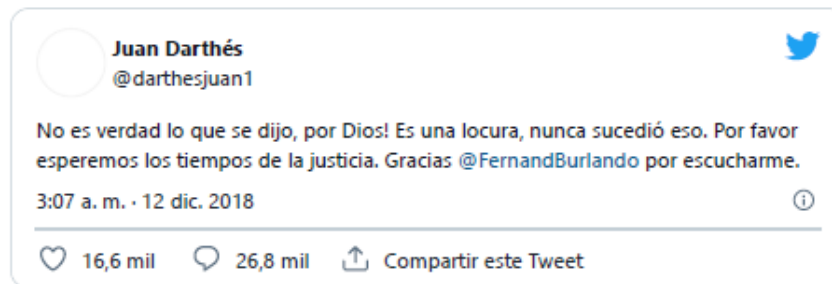 Juan Darthés
@darthesjuan1
No es verdad lo que se dijo, por Dios! Es una locura, nunca sucedió eso. Por favor
esperemos los tiempos de la justicia. Gracias @FernandBurlando por escucharme.
3:07 a. m. · 12 dic. 2018
16,6 mil 26,8 mil Compartir este Tweet